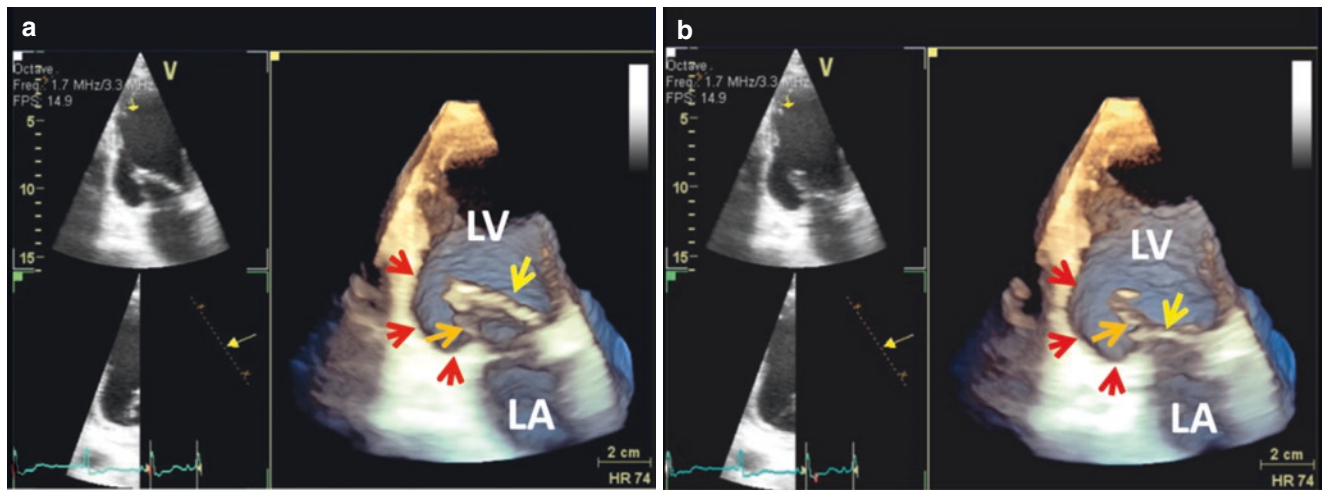 a
V
Octave .
Freq.: 1.7 MHz/3.3 MHz
FPS: 14.9
5
10
15
LV
LA
2 cm
HR 74
b
V
Octave .
Freq.: 1.7 MHz/3.3 MHz
FPS: 14.9
5
10
15
LV
LA
2 cm
HR 74